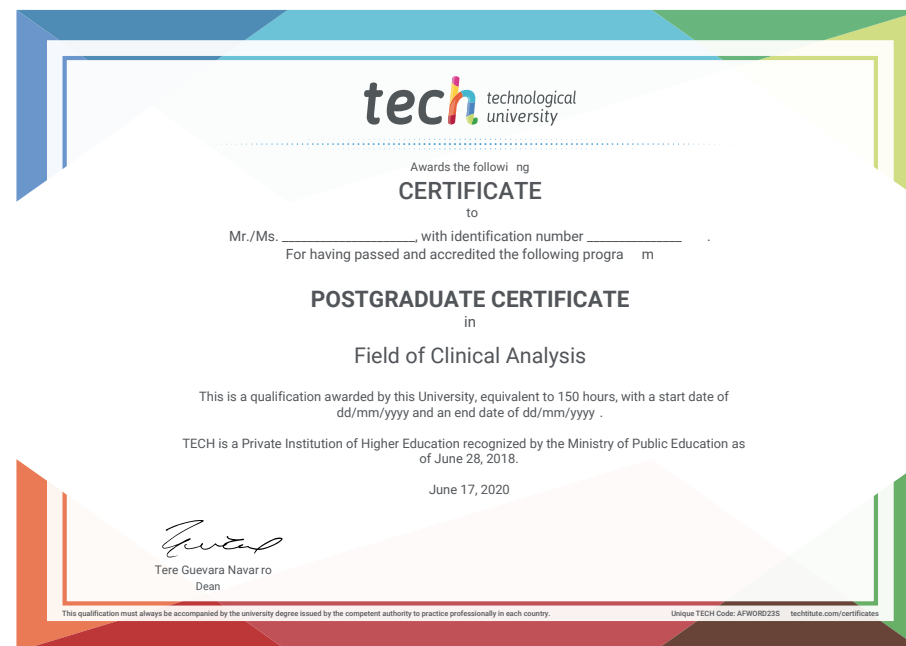 tech technological
university
Awards the followi ng
CERTIFICATE
to
Mr./Ms. ____________________, with identification number ______________ .
For having passed and accredited the following progra m
POSTGRADUATE CERTIFICATE
in
Field of Clinical Analysis
This is a qualification awarded by this University, equivalent to 150 hours, with a start date of
dd/mm/yyyy and an end date of dd/mm/yyyy .
TECH is a Private Institution of Higher Education recognized by the Ministry of Public Education as
of June 28, 2018.
June 17, 2020
Tere Guevara Navar ro
Dean
This qualification must always be accompanied by the university degree issued by the competent authority to practice professionally in each country.
Unique TECH Code: AFWORD23S techtitute.com/certificates